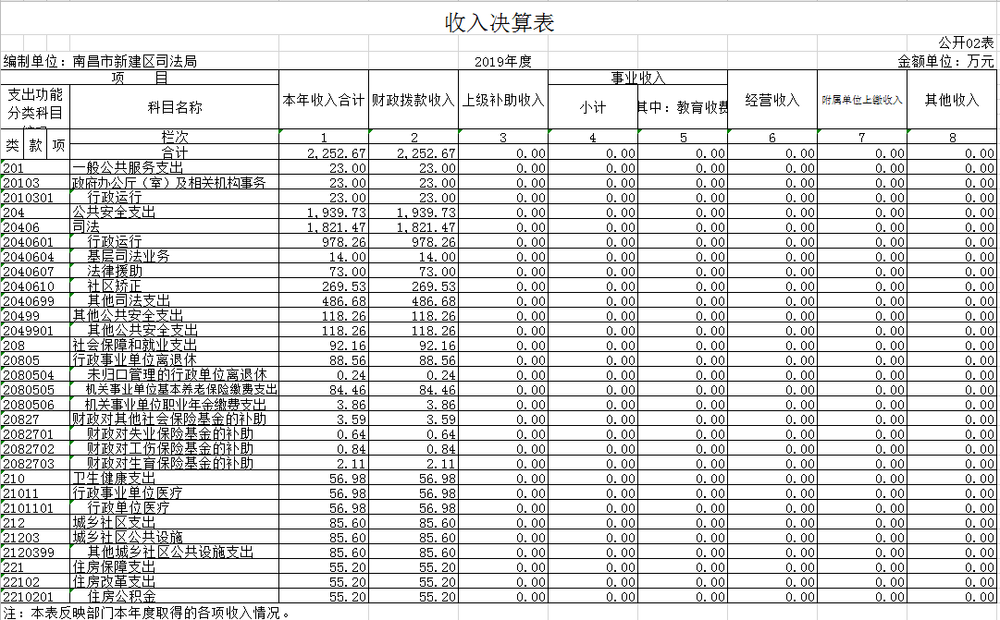 收入决算表
公开02表
编制单位：南昌市新建区司法局 2019年度 金额单位：万元
项 目 本年收入合计 财政拨款收入 上级补助收入 事业收入 经营收入 附属单位上缴收入 其他收入
支出功能分类科目 科目名称 小计 其中：教育收费
类 款 项 栏次 1 2 3 4 5 6 7 8
合计 2,252.67 2,252.67 0.00 0.00 0.00 0.00 0.00 0.00
201 一般公共服务支出 23.00 23.00 0.00 0.00 0.00 0.00 0.00 0.00
20103 政府办公厅（室）及相关机构事务 23.00 23.00 0.00 0.00 0.00 0.00 0.00 0.00
2010301 行政运行 23.00 23.00 0.00 0.00 0.00 0.00 0.00 0.00
204 公共安全支出 1,939.73 1,939.73 0.00 0.00 0.00 0.00 0.00 0.00
20406 司法 1,821.47 1,821.47 0.00 0.00 0.00 0.00 0.00 0.00
2040601 行政运行 978.26 978.26 0.00 0.00 0.00 0.00 0.00 0.00
2040604 基层司法业务 14.00 14.00 0.00 0.00 0.00 0.00 0.00 0.00
2040607 法律援助 73.00 73.00 0.00 0.00 0.00 0.00 0.00 0.00
2040610 社区矫正 269.53 269.53 0.00 0.00 0.00 0.00 0.00 0.00
2040699 其他司法支出 486.68 486.68 0.00 0.00 0.00 0.00 0.00 0.00
20499 其他公共安全支出 118.26 118.26 0.00 0.00 0.00 0.00 0.00 0.00
2049901 其他公共安全支出 118.26 118.26 0.00 0.00 0.00 0.00 0.00 0.00
208 社会保障和就业支出 92.16 92.16 0.00 0.00 0.00 0.00 0.00 0.00
20805 行政事业单位离退休 88.56 88.56 0.00 0.00 0.00 0.00 0.00 0.00
2080504 未归口管理的行政单位离退休 0.24 0.24 0.00 0.00 0.00 0.00 0.00 0.00
2080505 机关事业单位基本养老保险缴费支出 84.46 84.46 0.00 0.00 0.00 0.00 0.00 0.00
2080506 机关事业单位职业年金缴费支出 3.86 3.86 0.00 0.00 0.00 0.00 0.00 0.00
20827 财政对其他社会保险基金的补助 3.59 3.59 0.00 0.00 0.00 0.00 0.00 0.00
2082701 财政对失业保险基金的补助 0.64 0.64 0.00 0.00 0.00 0.00 0.00 0.00
2082702 财政对工伤保险基金的补助 0.84 0.84 0.00 0.00 0.00 0.00 0.00 0.00
2082703 财政对生育保险基金的补助 2.11 2.11 0.00 0.00 0.00 0.00 0.00 0.00
210 卫生健康支出 56.98 56.98 0.00 0.00 0.00 0.00 0.00 0.00
21011 行政事业单位医疗 56.98 56.98 0.00 0.00 0.00 0.00 0.00 0.00
2101101 行政单位医疗 56.98 56.98 0.00 0.00 0.00 0.00 0.00 0.00
212 城乡社区支出 85.60 85.60 0.00 0.00 0.00 0.00 0.00 0.00
21203 城乡社区公共设施 85.60 85.60 0.00 0.00 0.00 0.00 0.00 0.00
2120399 其他城乡社区公共设施支出 85.60 85.60 0.00 0.00 0.00 0.00 0.00 0.00
221 住房保障支出 55.20 55.20 0.00 0.00 0.00 0.00 0.00 0.00
22102 住房改革支出 55.20 55.20 0.00 0.00 0.00 0.00 0.00 0.00
2210201 住房公积金 55.20 55.20 0.00 0.00 0.00 0.00 0.00 0.00
注：本表反映部门本年度取得的各项收入情况。